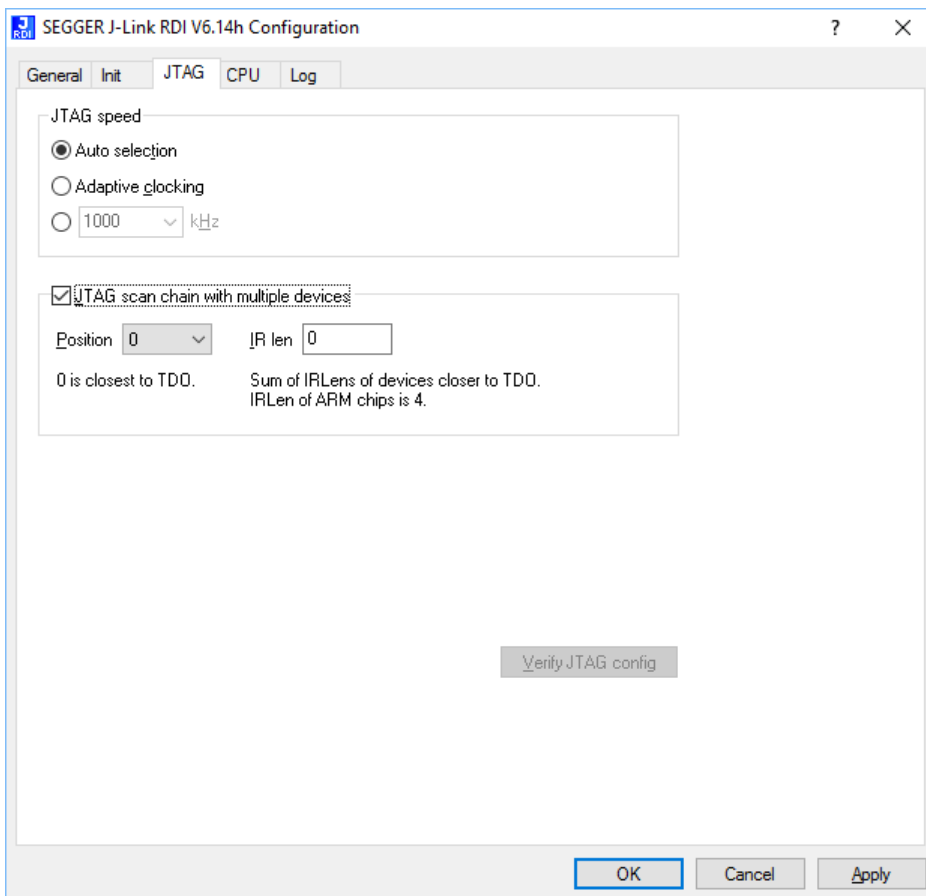 J
RDI
SEGGER J-Link RDI V6.14h Configuration
?
General Init JTAG CPU Log
JTAG speed
Auto selection
Adaptive clocking
1000 kHz
JTAG scan chain with multiple devices
Position 0 IR len 0
0 is closest to TDO. Sum of IRLens of devices closer to TDO.
IRLen of ARM chips is 4.
Verify JTAG config
OK Cancel Apply